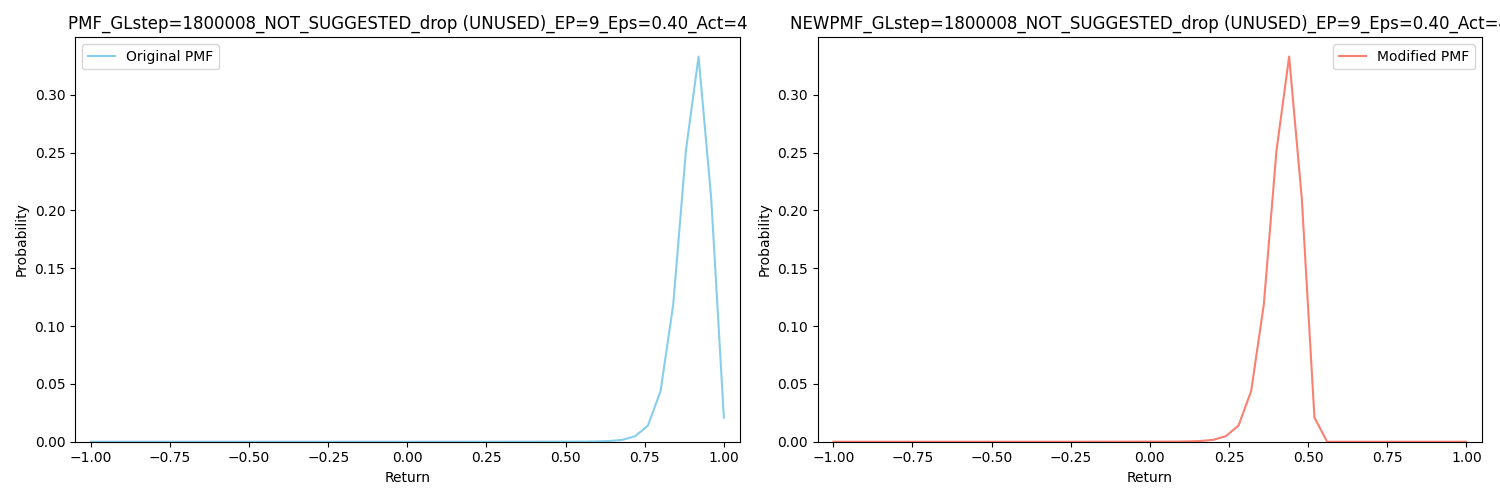 PMF_GLstep=1800008_NOT_SUGGESTED_drop (UNUSED)_EP=9_Eps=0.40_Act=4
Original PMF
Probability
0.30
0.25
0.20
0.15
0.10
0.05
0.00
−1.00 −0.75 −0.50 −0.25 0.00 0.25 0.50 0.75 1.00
Return
NEWPMF_GLstep=1800008_NOT_SUGGESTED_drop (UNUSED)_EP=9_Eps=0.40_Act=
Modified PMF
Probability
0.30
0.25
0.20
0.15
0.10
0.05
0.00
−1.00 −0.75 −0.50 −0.25 0.00 0.25 0.50 0.75 1.00
Return